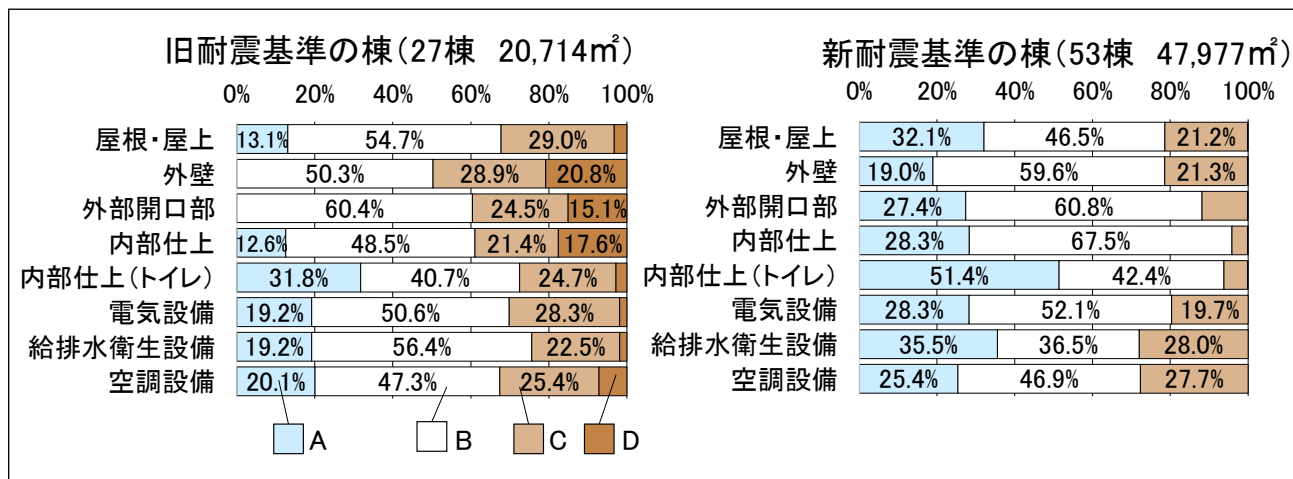 旧耐震基準の棟（27棟　20,714㎡）
0% 20% 40% 60% 80% 100%
屋根・屋上 13.1% 54.7% 29.0%
外壁 50.3% 28.9% 20.8%
外部開口部 60.4% 24.5% 15.1%
内部仕上 12.6% 48.5% 21.4% 17.6%
内部仕上（トイレ） 31.8% 40.7% 24.7%
電気設備 19.2% 50.6% 28.3%
給排水衛生設備 19.2% 56.4% 22.5%
空調設備 20.1% 47.3% 25.4%
A B C D
新耐震基準の棟（53棟　47,977㎡）
0% 20% 40% 60% 80% 100%
屋根・屋上 32.1% 46.5% 21.2%
外壁 19.0% 59.6% 21.3%
外部開口部 27.4% 60.8%
内部仕上 28.3% 67.5%
内部仕上（トイレ） 51.4% 42.4%
電気設備 28.3% 52.1% 19.7%
給排水衛生設備 35.5% 36.5% 28.0%
空調設備 25.4% 46.9% 27.7%